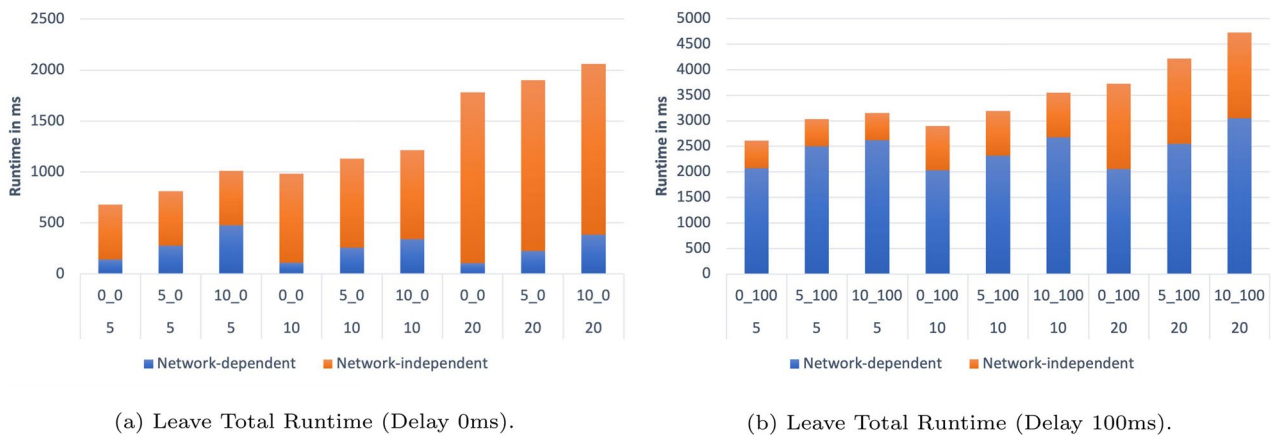 2500
2000
1500
1000
500
0
Runtime in ms
0_0 5_0 10_0 0_0 5_0 10_0 0_0 5_0 10_0
5 5 5 10 10 10 20 20 20
Network-dependent Network-independent
(a) Leave Total Runtime (Delay 0ms).
5000
4500
4000
3500
3000
2500
2000
1500
1000
500
0
Runtime in ms
0_100 5_100 10_100 0_100 5_100 10_100 0_100 5_100 10_100
5 5 5 10 10 10 20 20 20
Network-dependent Network-independent
(b) Leave Total Runtime (Delay 100ms).